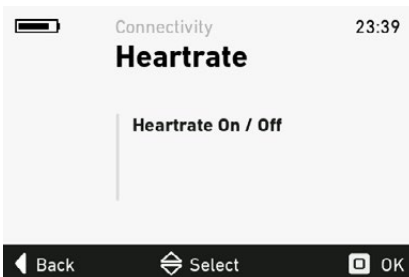 Connectivity 23:39
Heartrate
Heartrate On / Off
Back Select OK